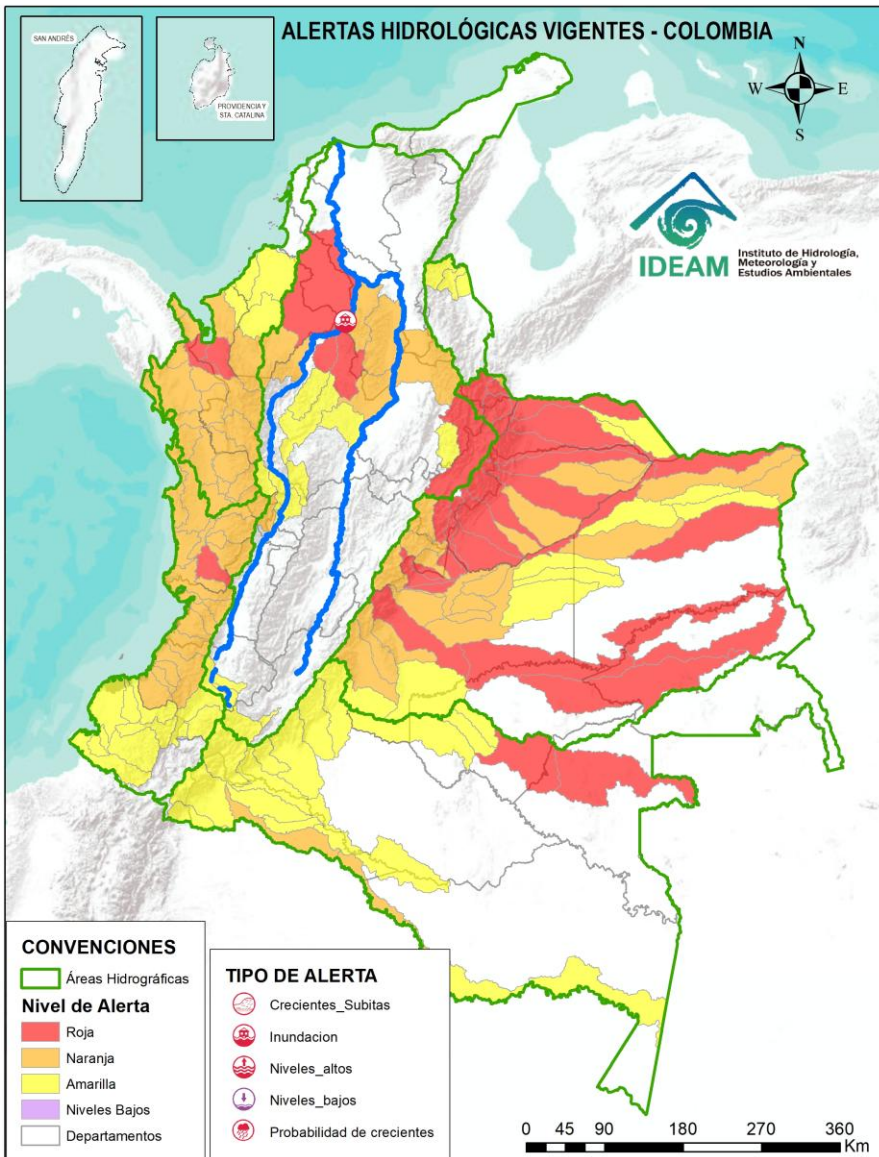 ALERTAS HIDROLÓGICAS VIGENTES - COLOMBIA
SAN ANDRÉS
PROVIDENCIA Y
STA. CATALINA
N
W
E
S
IDEAM
Instituto de Hidrología,
Meteorología y
Estudios Ambientales
CONVENCIONES
Áreas Hidrográficas
Nivel de Alerta
Roja
Naranja
Amarilla
Niveles Bajos
Departamentos
TIPO DE ALERTA
Crecientes_Subitas
Inundacion
Niveles_altos
Niveles_bajos
Probabilidad de crecientes
0 45 90 180 270 360
Km